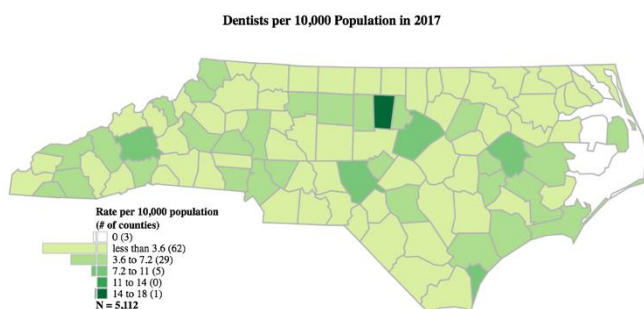 Dentists per 10,000 Population in 2017
Rate per 10,000 population
(# of counties)
0 (3)
less than 3.6 (62)
3.6 to 7.2 (29)
7.2 to 11 (5)
11 to 14 (0)
14 to 18 (1)
N = 5,112